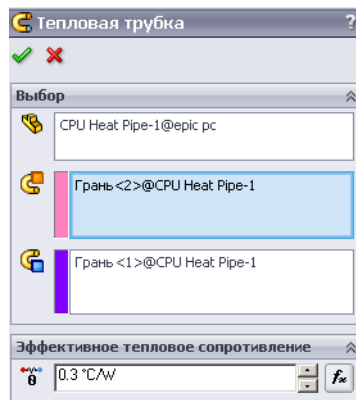 Тепловая трубка ?
Выбор
CPU Heat Pipe-1@epic pc
Грань<2>@CPU Heat Pipe-1
Грань<1>@CPU Heat Pipe-1
Эффективное тепловое сопротивление
0.3 °C/W